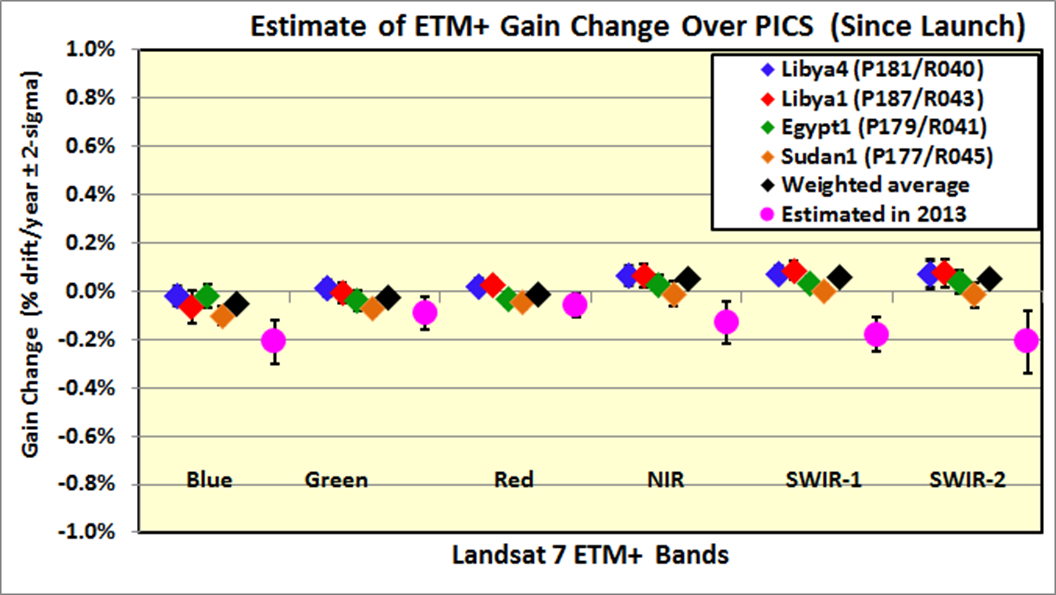 Estimate of ETM+ Gain Change Over PICS (Since Launch)
Gain Change (% drift/year ± 2-sigma)
1.0%
0.8%
0.6%
0.4%
0.2%
0.0%
-0.2%
-0.4%
-0.6%
-0.8%
-1.0%
Libya4 (P181/R040)
Libya1 (P187/R043)
Egypt1 (P179/R041)
Sudan1 (P177/R045)
Weighted average
Estimated in 2013
Blue Green Red NIR SWIR-1 SWIR-2
Landsat 7 ETM+ Bands